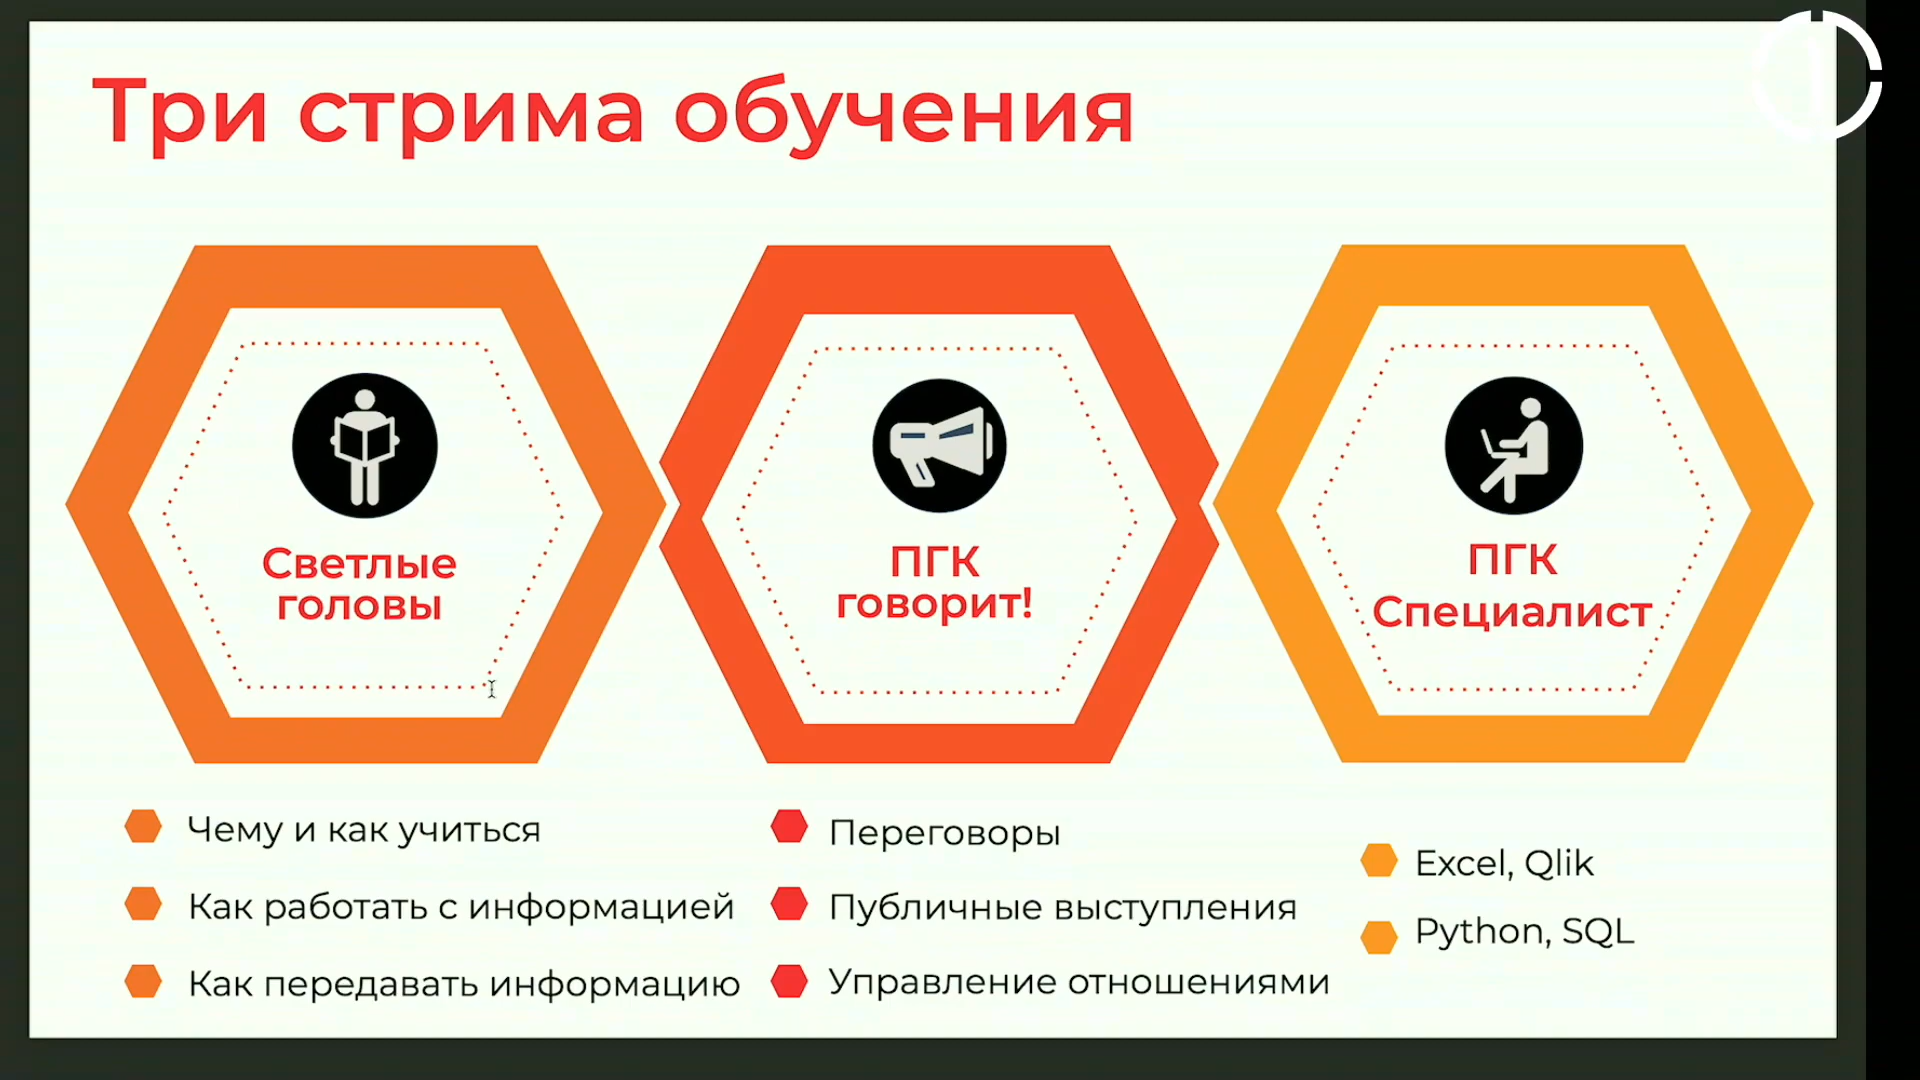 Три стрима обучения
Светлые
головы
ПГК
говорит!
ПГК
Специалист
Чему и как учиться
Как работать с информацией
Как передавать информацию
Переговоры
Публичные выступления
Управление отношениями
Excel, Qlik
Python, SQL